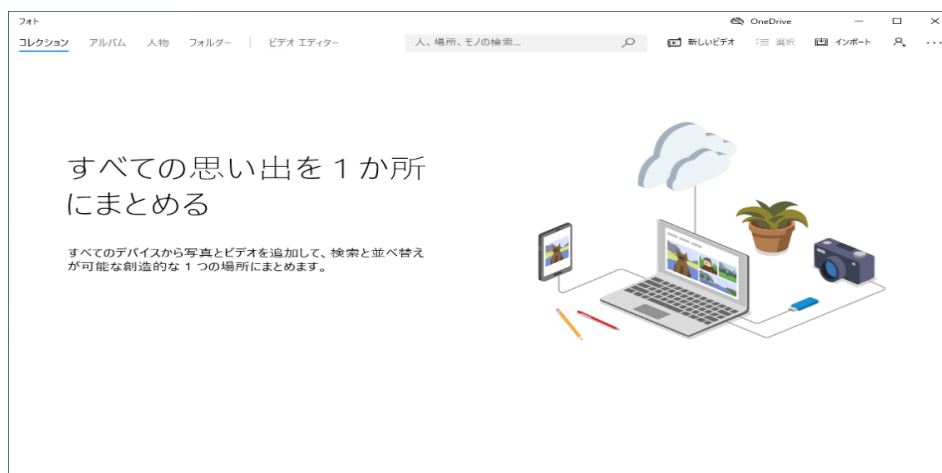 フォト
OneDrive
コレクション アルバム 人物 フォルダー ビデオ エディター 人、場所、モノの検索... 新しいビデオ 選択 インポート
すべての思い出を 1 か所
にまとめる
すべてのデバイスから写真とビデオを追加して、検索と並べ替え
が可能な創造的な 1 つの場所にまとめます。